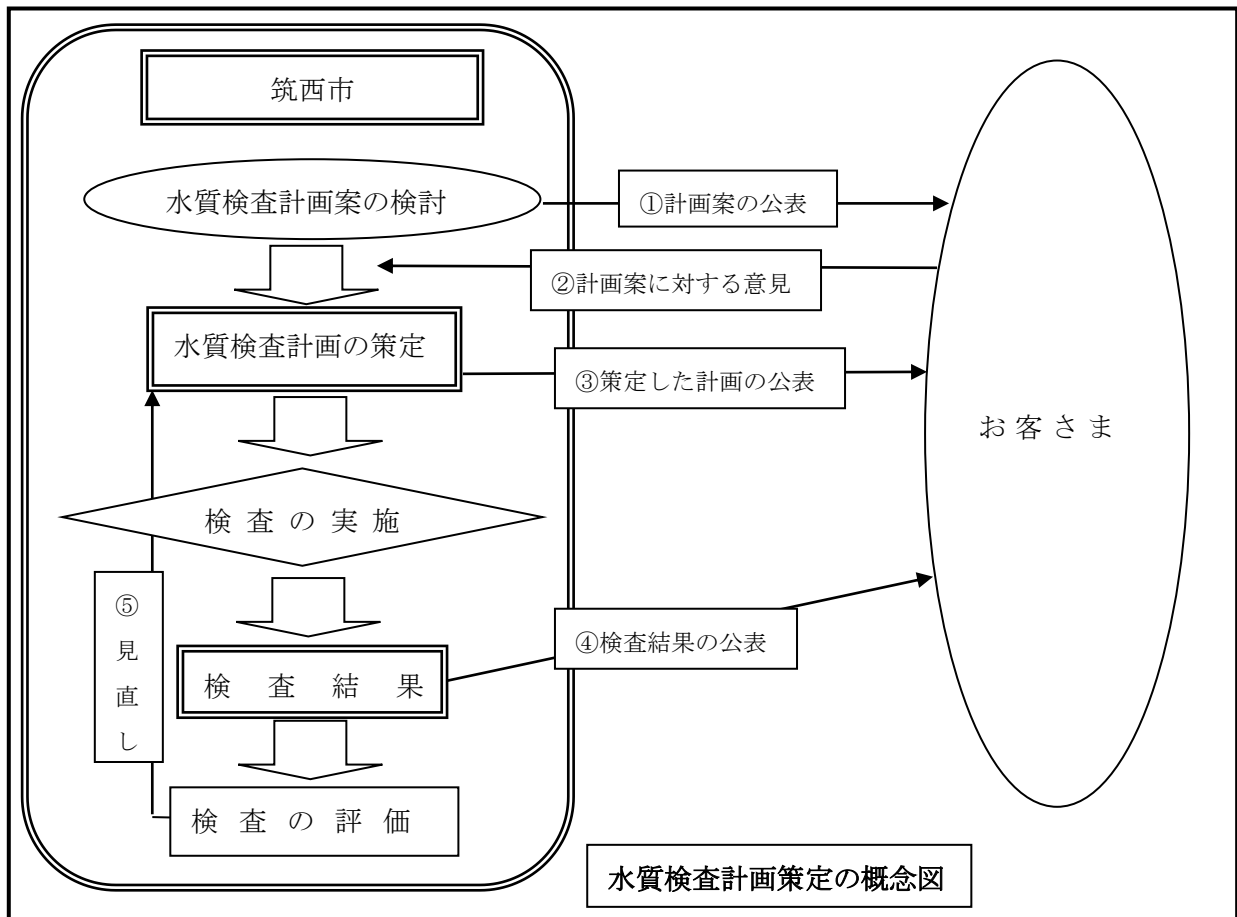 筑西市
水質検査計画案の検討
①計画案の公表
②計画案に対する意見
水質検査計画の策定
③策定した計画の公表
お客さま
検査の実施
⑤見直し
④検査結果の公表
検査結果
検査の評価
水質検査計画策定の概念図